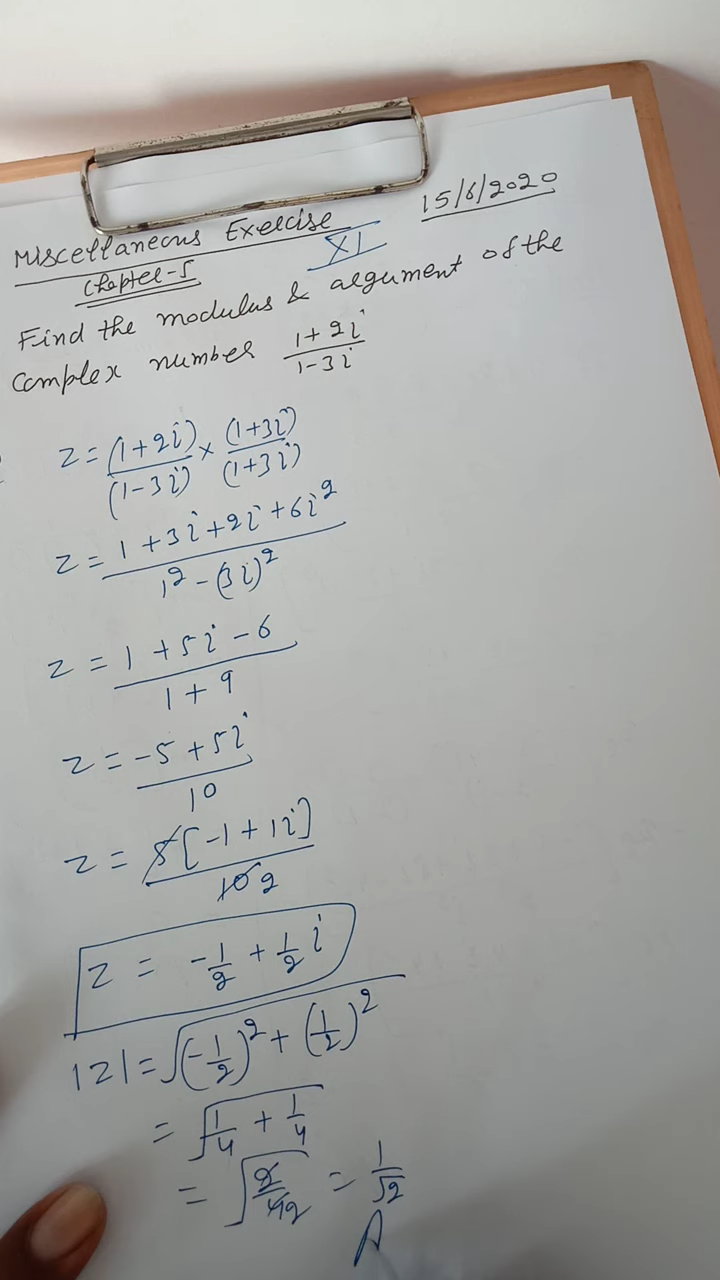 Miscellaneous Exercise 15/6/2020
Chapter-5 XI
Find the modulus & argument of the
complex number (1+2i)/(1-3i)
z = (1+2i)/(1-3i) × (1+3i)/(1+3i)
z = (1+3i+2i+6i²)/(1²-(3i)²)
z = (1+5i-6)/(1+9)
z = (-5+5i)/10
z = 5[-1+1i]/10 2
z = -1/2 + 1/2 i
|z| = √((-1/2)² + (1/2)²)
= √(1/4 + 1/4)
= √(2/4 2) = 1/√2
A